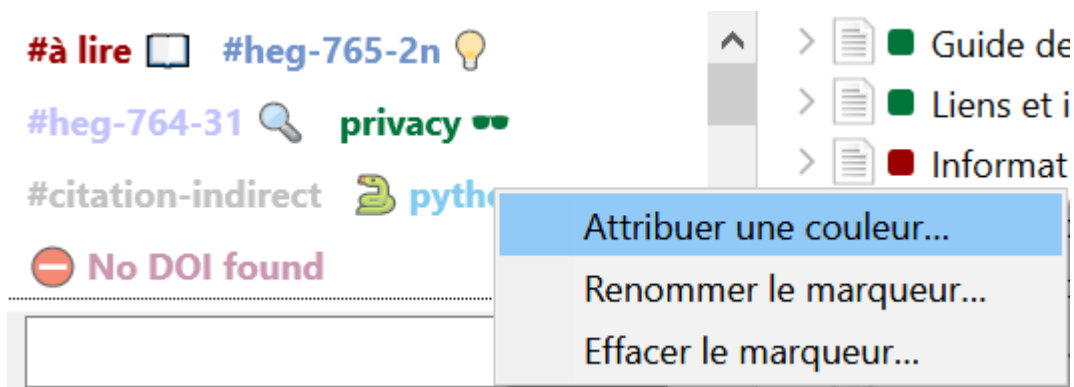 #à lire #heg-765-2n
#heg-764-31 privacy
#citation-indirect
No DOI found
Guide de
Liens et i
Informat
Attribuer une couleur...
Renommer le marqueur...
Effacer le marqueur...